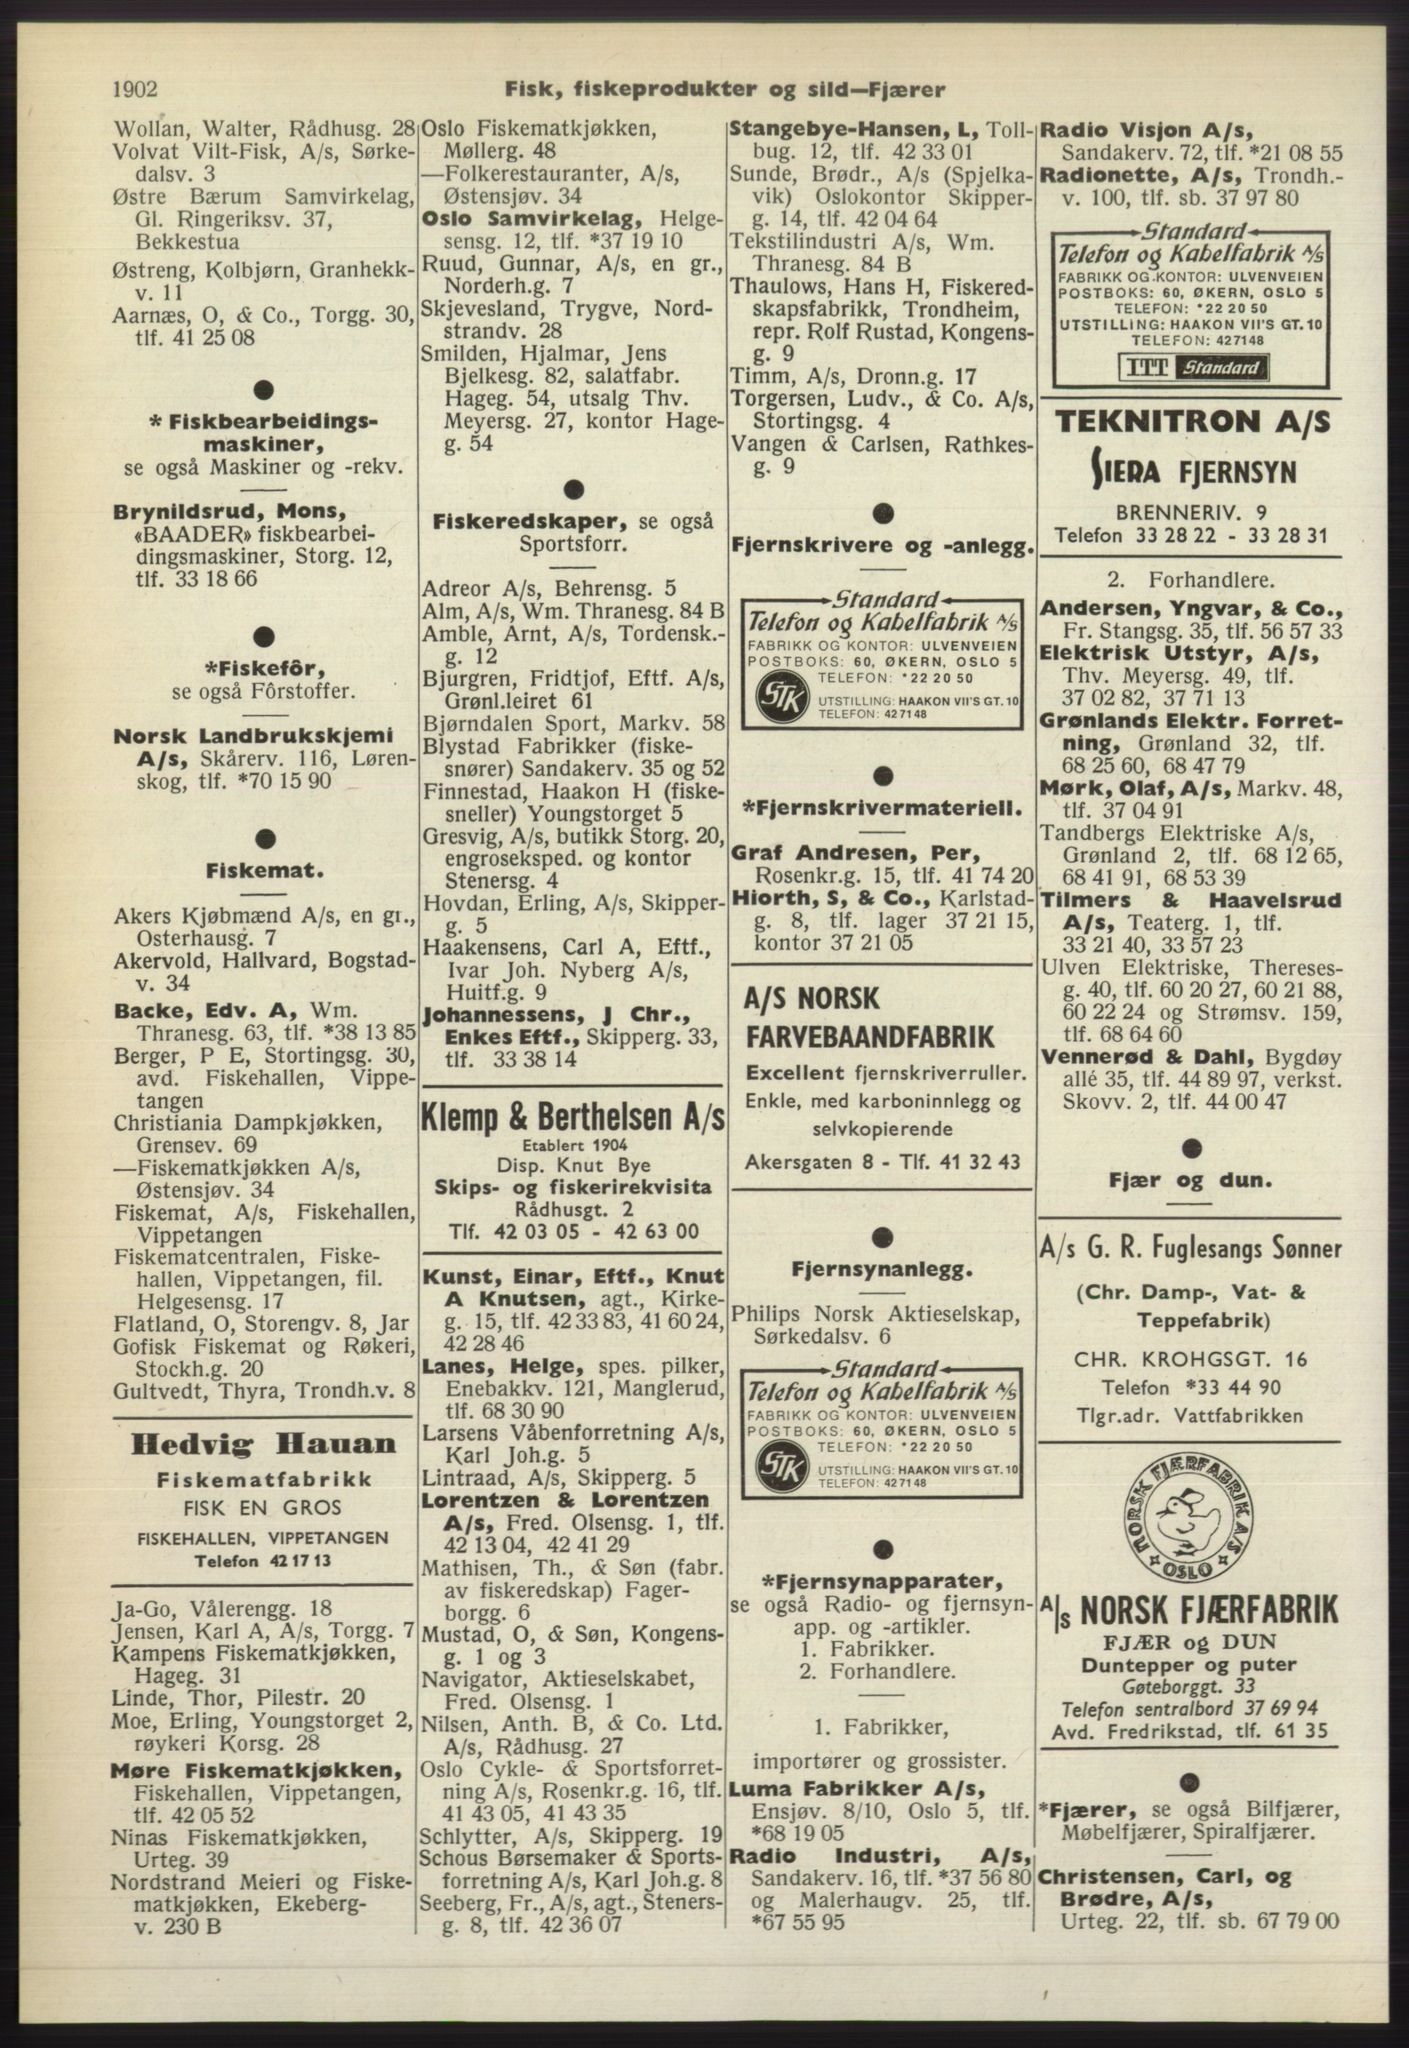 1902
Fisk, fiskeprodukter og sild—Fjærer
Wollan, Walter, Rådhusg. 28
Volvat Vilt-Fisk, A/s, Sørke-
dalsv. 3
Østre Bærum Samvirkelag,
Gl. Ringeriksv. 37,
Bekkestua
Østreng, Kolbjørn, Granhekk-
v. 11
Aarnæs, O, & Co., Torgg. 30,
tlf. 41 25 08
* Fiskbearbeidings-
maskiner,
se også Maskiner og -rekv.
Brynildsrud, Mons,
«BAADER» fiskbearbei-
dingsmaskiner, Storg. 12,
tlf. 33 18 66
*Fiskefôr,
se også Fôrstoffer.
Norsk Landbrukskjemi
A/s, Skårerv. 116, Løren-
skog, tlf. *70 15 90
Fiskemat.
Akers Kjøbmænd A/s, en gr.,
Osterhausg. 7
Akervold, Hallvard, Bogstad-
v. 34
Backe, Edv. A, Wm.
Thranesg. 63, tlf. *38 13 85
Berger, P E, Stortingsg. 30,
avd. Fiskehallen, Vippe-
tangen
Christiania Dampkjøkken,
Grensev. 69
—Fiskematkjøkken A/s,
Østensjøv. 34
Fiskemat, A/s, Fiskehallen,
Vippetangen
Fiskematcentralen, Fiske-
hallen, Vippetangen, fil.
Helgesensg. 17
Flatland, O, Storengv. 8, Jar
Gofisk Fiskemat og Røkeri,
Stockh.g. 20
Gultvedt, Thyra, Trondh.v. 8
Hedvig Hauan
Fiskematfabrikk
FISK EN GROS
FISKEHALLEN, VIPPETANGEN
Telefon 42 17 13
Ja-Go, Vålerengg. 18
Jensen, Karl A, A/s, Torgg. 7
Kampens Fiskematkjøkken,
Hageg. 31
Linde, Thor, Pilestr. 20
Moe, Erling, Youngstorget 2,
røykeri Korsg. 28
Møre Fiskematkjøkken,
Fiskehallen, Vippetangen,
tlf. 42 05 52
Ninas Fiskematkjøkken,
Urteg. 39
Nordstrand Meieri og Fiske-
matkjøkken, Ekeberg-
v. 230 B
Oslo Fiskematkjøkken,
Møllerg. 48
—Folkerestauranter, A/s,
Østensjøv. 34
Oslo Samvirkelag, Helge-
sensg. 12, tlf. *37 19 10
Ruud, Gunnar, A/s, en gr.,
Norderh.g. 7
Skjevesland, Trygve, Nord-
strandv. 28
Smilden, Hjalmar, Jens
Bjelkesg. 82, salatfabr.
Hageg. 54, utsalg Thv.
Meyersg. 27, kontor Hage-
g. 54
Fiskeredskaper, se også
Sportsforr.
Adreor A/s, Behrensg. 5
Alm, A/s, Wm. Thranesg. 84 B
Amble, Arnt, A/s, Tordensk.-
g. 12
Bjurgren, Fridtjof, Eftf. A/s,
Grønl.leiret 61
Bjørndalen Sport, Markv. 58
Blystad Fabrikker (fiske-
snører) Sandakerv. 35 og 52
Finnestad, Haakon H (fiske-
sneller) Youngstorget 5
Gresvig, A/s, butikk Storg. 20,
engroseksped. og kontor
Stenersg. 4
Hovdan, Erling, A/s, Skipper-
g. 5
Haakensens, Carl A, Eftf.,
Ivar Joh. Nyberg A/s,
Huitf.g. 9
Johannessens, J Chr.,
Enkes Eftf., Skipperg. 33,
tlf. 33 38 14
Klemp & Berthelsen A/s
Etablert 1904
Disp. Knut Bye
Skips- og fiskerirekvisita
Rådhusgt. 2
Tlf. 42 03 05 - 42 63 00
Kunst, Einar, Eftf., Knut
A Knutsen, agt., Kirke-
g. 15, tlf. 42 33 83, 41 60 24,
42 28 46
Lanes, Helge, spes. pilker,
Enebakkv. 121, Manglerud,
tlf. 68 30 90
Larsens Våbenforretning A/s,
Karl Joh.g. 5
Lintraad, A/s, Skipperg. 5
Lorentzen & Lorentzen
A/s, Fred. Olsensg. 1, tlf.
42 13 04, 42 41 29
Mathisen, Th., & Søn (fabr.
av fiskeredskap) Fager-
borgg. 6
Mustad, O, & Søn, Kongens-
g. 1 og 3
Navigator, Aktieselskabet,
Fred. Olsensg. 1
Nilsen, Anth. B, & Co. Ltd.
A/s, Rådhusg. 27
Oslo Cykle- & Sportsforret-
ning A/s, Rosenkr.g. 16, tlf.
41 43 05, 41 43 35
Schlytter, A/s, Skipperg. 19
Schous Børsemaker & Sports-
forretning A/s, Karl Joh.g. 8
Seeberg, Fr., A/s, agt., Steners-
g. 8, tlf. 42 36 07
Stangebye-Hansen, L, Toll-
bug. 12, tlf. 42 33 01
Sunde, Brødr., A/s (Spjelka-
vik) Oslokontor Skipper-
g. 14, tlf. 42 04 64
Tekstilindustri A/s, Wm.
Thranesg. 84 B
Thaulows, Hans H, Fiskered-
skapsfabrikk, Trondheim,
repr. Rolf Rustad, Kongens-
g. 9
Timm, A/s, Dronn.g. 17
Torgersen, Ludv., & Co. A/s,
Stortingsg. 4
Vangen & Carlsen, Rathkes-
g. 9
Fjernskrivere og -anlegg.
Standard
Telefon og Kabelfabrik A/S
FABRIKK OG KONTOR: ULVENVEIEN
POSTBOKS: 60, ØKERN, OSLO 5
TELEFON: *22 20 50
STK
UTSTILLING: HAAKON VII'S GT. 10
TELEFON: 42 71 48
*Fjernskrivermateriell.
Graf Andresen, Per,
Rosenkr.g. 15, tlf. 41 74 20
Hiorth, S, & Co., Karlstad-
g. 8, tlf. lager 37 21 15,
kontor 37 21 05
A/S NORSK
FARVEBAANDFABRIK
Excellent fjernskriverruller.
Enkle, med karboninnlegg og
selvkopierende
Akersgaten 8 - Tlf. 41 32 43
Fjernsynanlegg.
Philips Norsk Aktieselskap,
Sørkedalsv. 6
Standard
Telefon og Kabelfabrik A/S
FABRIKK OG KONTOR: ULVENVEIEN
POSTBOKS: 60, ØKERN, OSLO 5
TELEFON: *22 20 50
STK
UTSTILLING: HAAKON VII'S GT. 10
TELEFON: 42 71 48
*Fjernsynapparater,
se også Radio- og fjernsyn-
app. og -artikler.
1. Fabrikker.
2. Forhandlere.
1. Fabrikker,
importører og grossister.
Luma Fabrikker A/s,
Ensjøv. 8/10, Oslo 5, tlf.
*68 19 05
Radio Industri, A/s,
Sandakerv. 16, tlf. *37 56 80
og Malerhaugv. 25, tlf.
*67 55 95
Radio Visjon A/s,
Sandakerv. 72, tlf. *21 08 55
Radionette, A/s, Trondh.-
v. 100, tlf. sb. 37 97 80
Standard
Telefon og Kabelfabrik A/S
FABRIKK OG KONTOR: ULVENVEIEN
POSTBOKS: 60, ØKERN, OSLO 5
TELEFON: *22 20 50
UTSTILLING: HAAKON VII'S GT. 10
TELEFON: 427148
ITT Standard
TEKNITRON A/S
SIERA FJERNSYN
BRENNERIV. 9
Telefon 33 28 22 - 33 28 31
2. Forhandlere.
Andersen, Yngvar, & Co.,
Fr. Stangsg. 35, tlf. 56 57 33
Elektrisk Utstyr, A/s,
Thv. Meyersg. 49, tlf.
37 02 82, 37 71 13
Grønlands Elektr. Forret-
ning, Grønland 32, tlf.
68 25 60, 68 47 79
Mørk, Olaf, A/s, Markv. 48,
tlf. 37 04 91
Tandbergs Elektriske A/s,
Grønland 2, tlf. 68 12 65,
68 41 91, 68 53 39
Tilmers & Haavelsrud
A/s, Teaterg. 1, tlf.
33 21 40, 33 57 23
Ulven Elektriske, Thereses-
g. 40, tlf. 60 20 27, 60 21 88,
60 22 24 og Strømsv. 159,
tlf. 68 64 60
Vennerød & Dahl, Bygdøy
allé 35, tlf. 44 89 97, verkst.
Skovv. 2, tlf. 44 00 47
Fjær og dun.
A/s G. R. Fuglesangs Sønner
(Chr. Damp-, Vat- &
Teppefabrik)
CHR. KROHGSGT. 16
Telefon *33 44 90
Tlgr.adr. Vattfabrikken
NORSK FJÆRFABRIK A/S
OSLO
A/s NORSK FJÆRFABRIK
FJÆR og DUN
Duntepper og puter
Gøteborggt. 33
Telefon sentralbord 37 69 94
Avd. Fredrikstad, tlf. 61 35
*Fjærer, se også Bilfjærer,
Møbelfjærer, Spiralfjærer.
Christensen, Carl, og
Brødre, A/s,
Urteg. 22, tlf. sb. 67 79 00